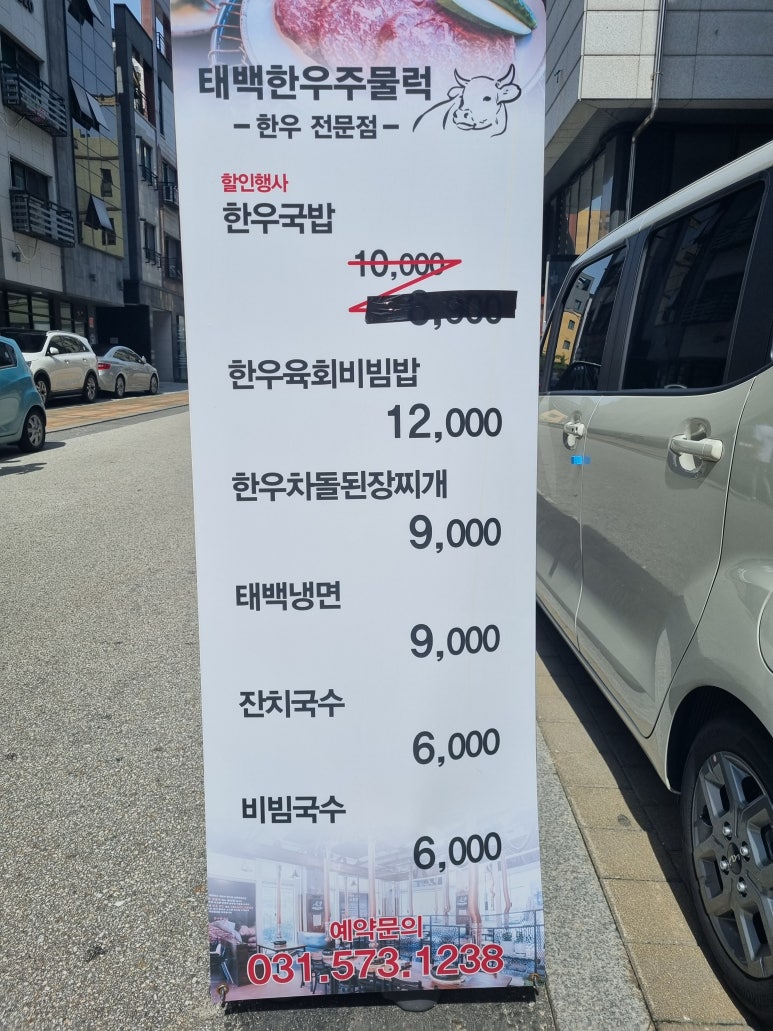 태백한우주물럭
- 한우 전문점 -
할인행사
한우국밥
10,000
한우육회비빔밥
12,000
한우차돌된장찌개
9,000
태백냉면
9,000
잔치국수
6,000
비빔국수
6,000
예약문의
031.573.1238